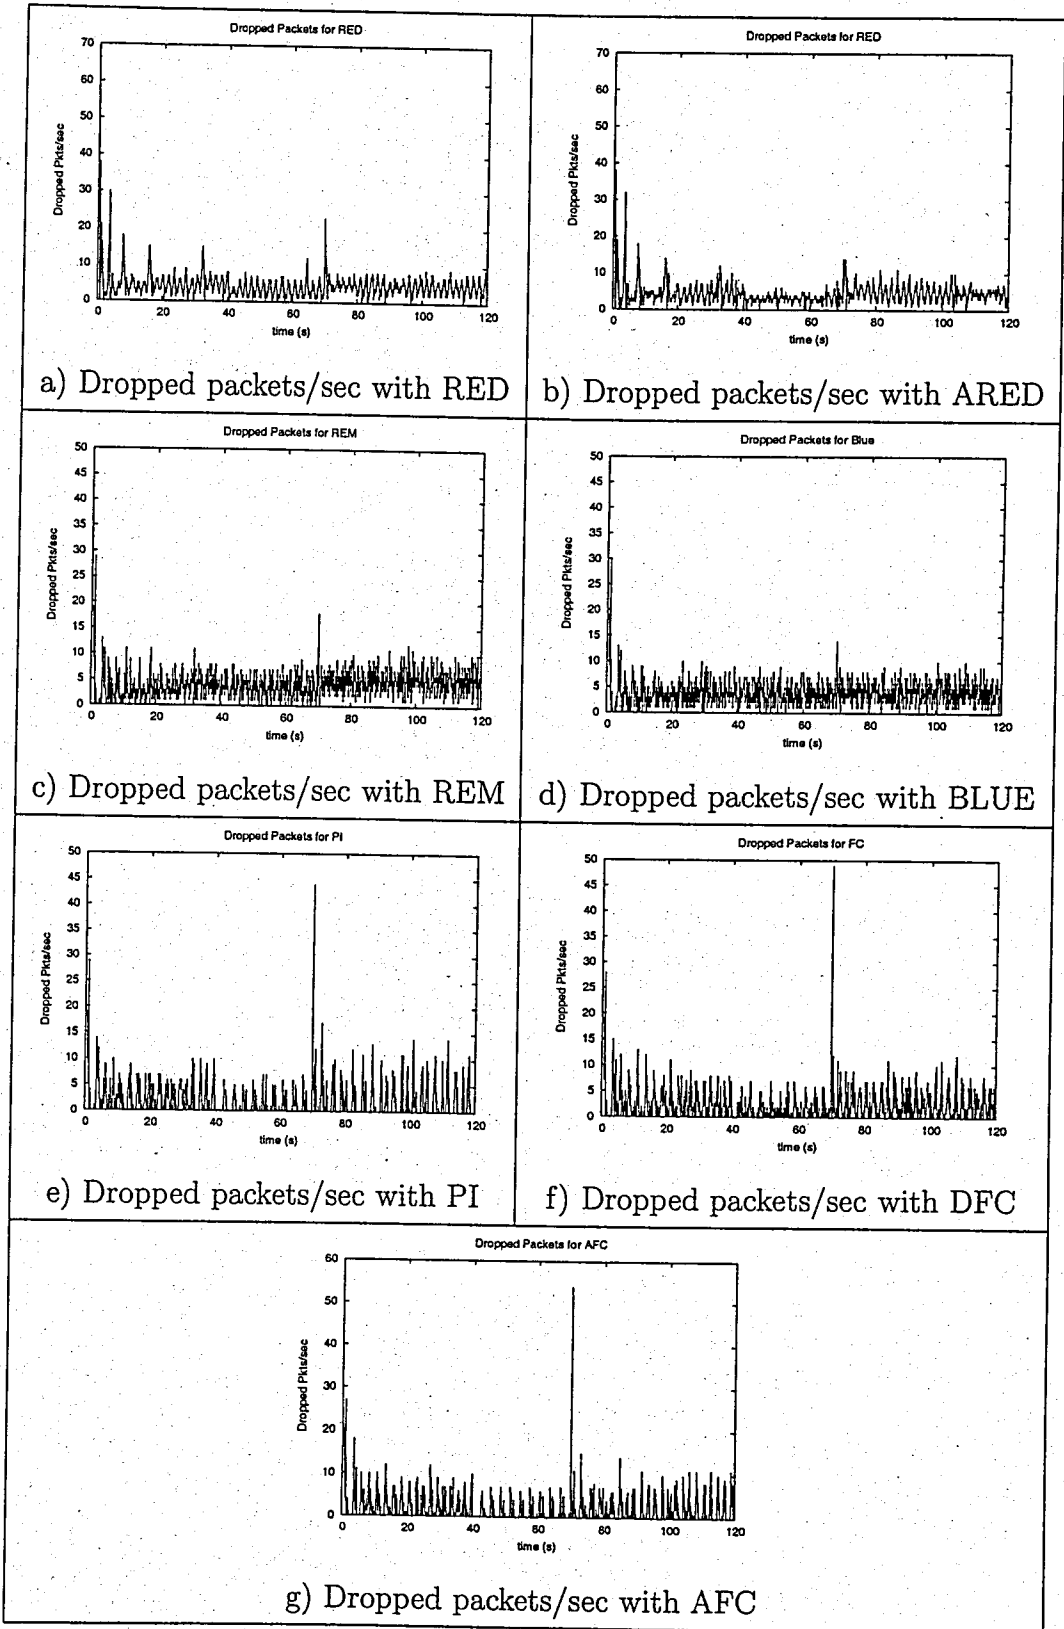 Dropped Packets for RED
70
60
50
40
30
20
10
0
Dropped Pkts/sec
0 20 40 60 80 100 120
time (s)
a) Dropped packets/sec with RED
Dropped Packets for RED
70
60
50
40
30
20
10
0
Dropped Pkts/sec
0 20 40 60 80 100 120
time (s)
b) Dropped packets/sec with ARED
Dropped Packets for REM
50
45
40
35
30
25
20
15
10
5
0
Dropped Pkts/sec
0 20 40 60 80 100 120
time (s)
c) Dropped packets/sec with REM
Dropped Packets for Blue
50
45
40
35
30
25
20
15
10
5
0
Dropped Pkts/sec
0 20 40 60 80 100 120
time (s)
d) Dropped packets/sec with BLUE
Dropped Packets for PI
50
45
40
35
30
25
20
15
10
5
0
Dropped Pkts/sec
0 20 40 60 80 100 120
time (s)
e) Dropped packets/sec with PI
Dropped Packets for FC
50
45
40
35
30
25
20
15
10
5
0
Dropped Pkts/sec
0 20 40 60 80 100 120
time (s)
f) Dropped packets/sec with DFC
Dropped Packets for AFC
60
50
40
30
20
10
0
Dropped Pkts/sec
0 20 40 60 80 100 120
time (s)
g) Dropped packets/sec with AFC